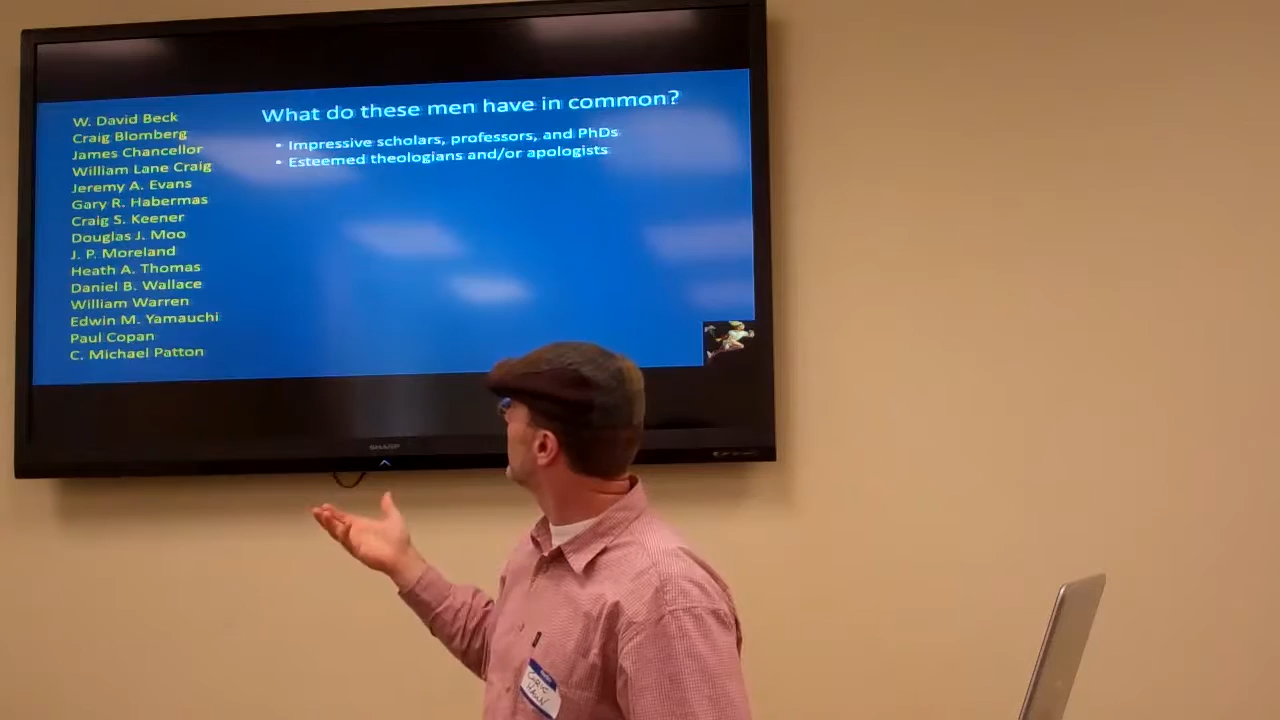 What do these men have in common?
• Impressive scholars, professors, and PhDs
• Esteemed theologians and/or apologists
W. David Beck
Craig Blomberg
James Chancellor
William Lane Craig
Jeremy A. Evans
Gary R. Habermas
Craig S. Keener
Douglas J. Moo
J. P. Moreland
Heath A. Thomas
Daniel B. Wallace
William Warren
Edwin M. Yamauchi
Paul Copan
C. Michael Patton
SHARP